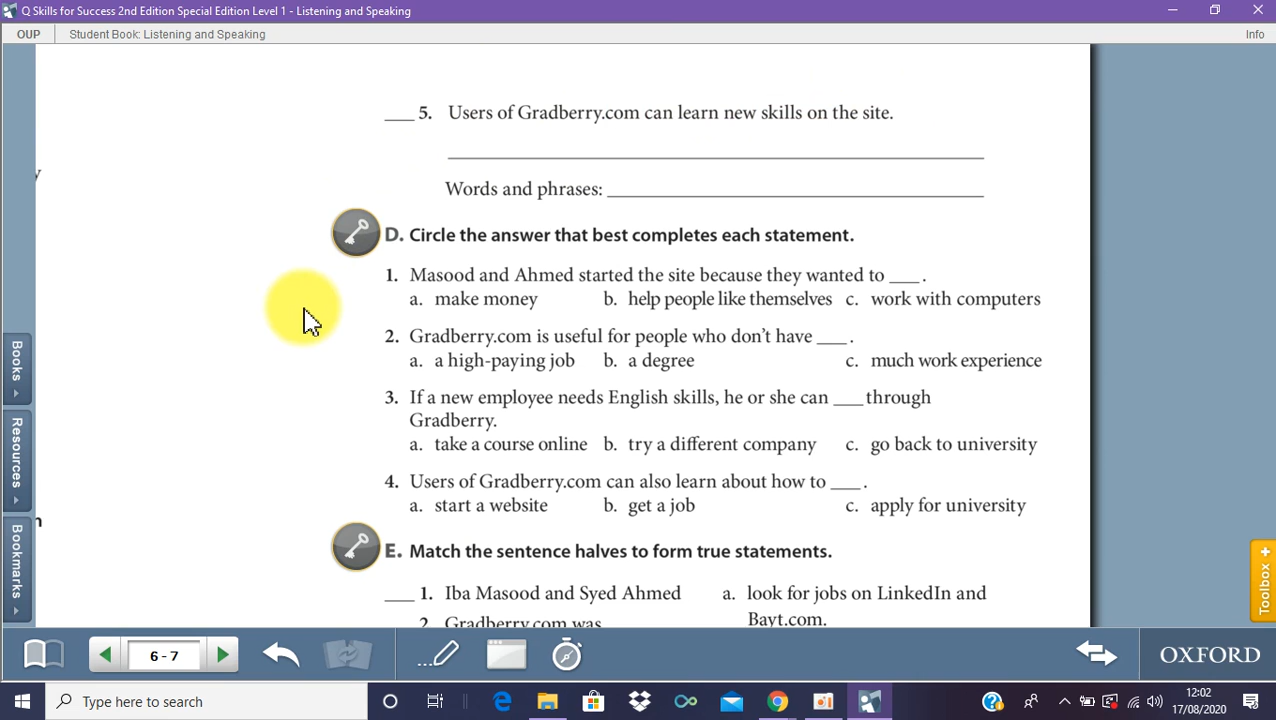 Q Skills for Success 2nd Edition Special Edition Level 1 - Listening and Speaking
OUP Student Book: Listening and Speaking Info
___ 5. Users of Gradberry.com can learn new skills on the site.
Words and phrases: ___
D. Circle the answer that best completes each statement.
1. Masood and Ahmed started the site because they wanted to ___ .
a. make money b. help people like themselves c. work with computers
2. Gradberry.com is useful for people who don't have ___ .
a. a high-paying job b. a degree c. much work experience
3. If a new employee needs English skills, he or she can ___ through
Gradberry.
a. take a course online b. try a different company c. go back to university
4. Users of Gradberry.com can also learn about how to ___ .
a. start a website b. get a job c. apply for university
E. Match the sentence halves to form true statements.
___ 1. Iba Masood and Syed Ahmed a. look for jobs on LinkedIn and
Bayt.com.
2. Gradberry.com was
Books
Resources
Bookmarks
Toolbox +
6 - 7
OXFORD
Type here to search
12:02
17/08/2020